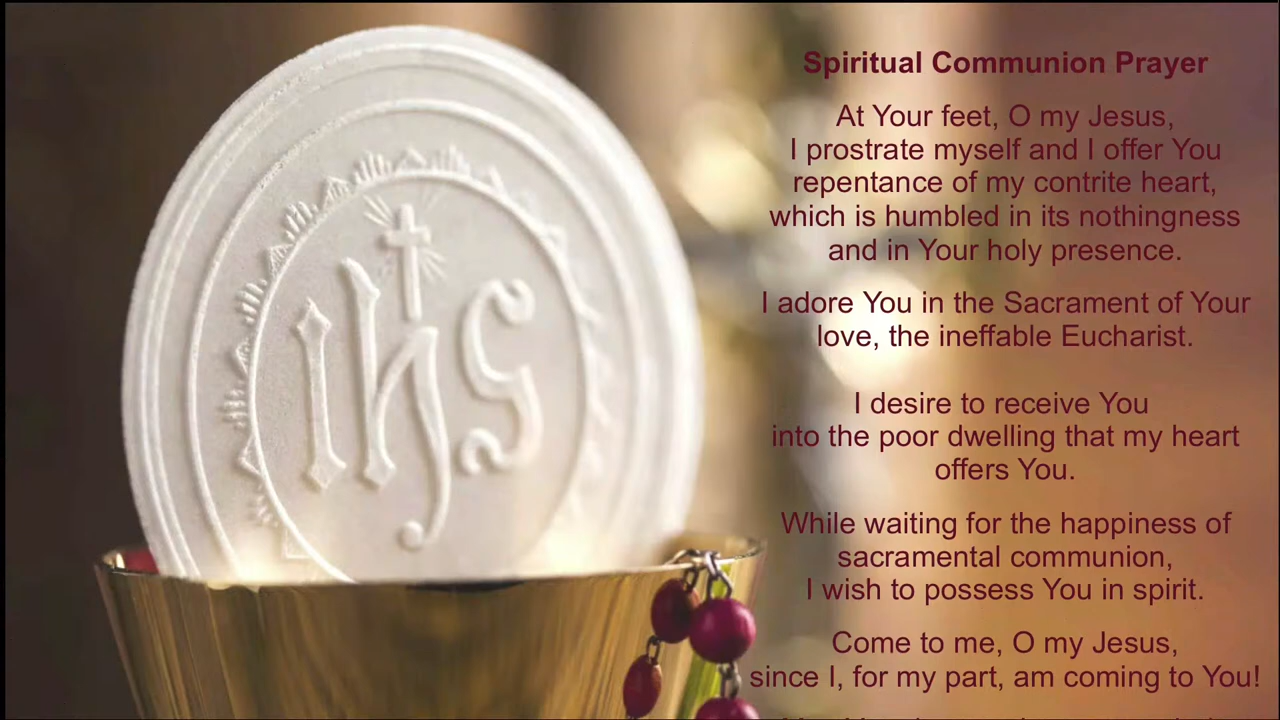 ihs
Spiritual Communion Prayer
At Your feet, O my Jesus,
I prostrate myself and I offer You
repentance of my contrite heart,
which is humbled in its nothingness
and in Your holy presence.
I adore You in the Sacrament of Your
love, the ineffable Eucharist.
I desire to receive You
into the poor dwelling that my heart
offers You.
While waiting for the happiness of
sacramental communion,
I wish to possess You in spirit.
Come to me, O my Jesus,
since I, for my part, am coming to You!